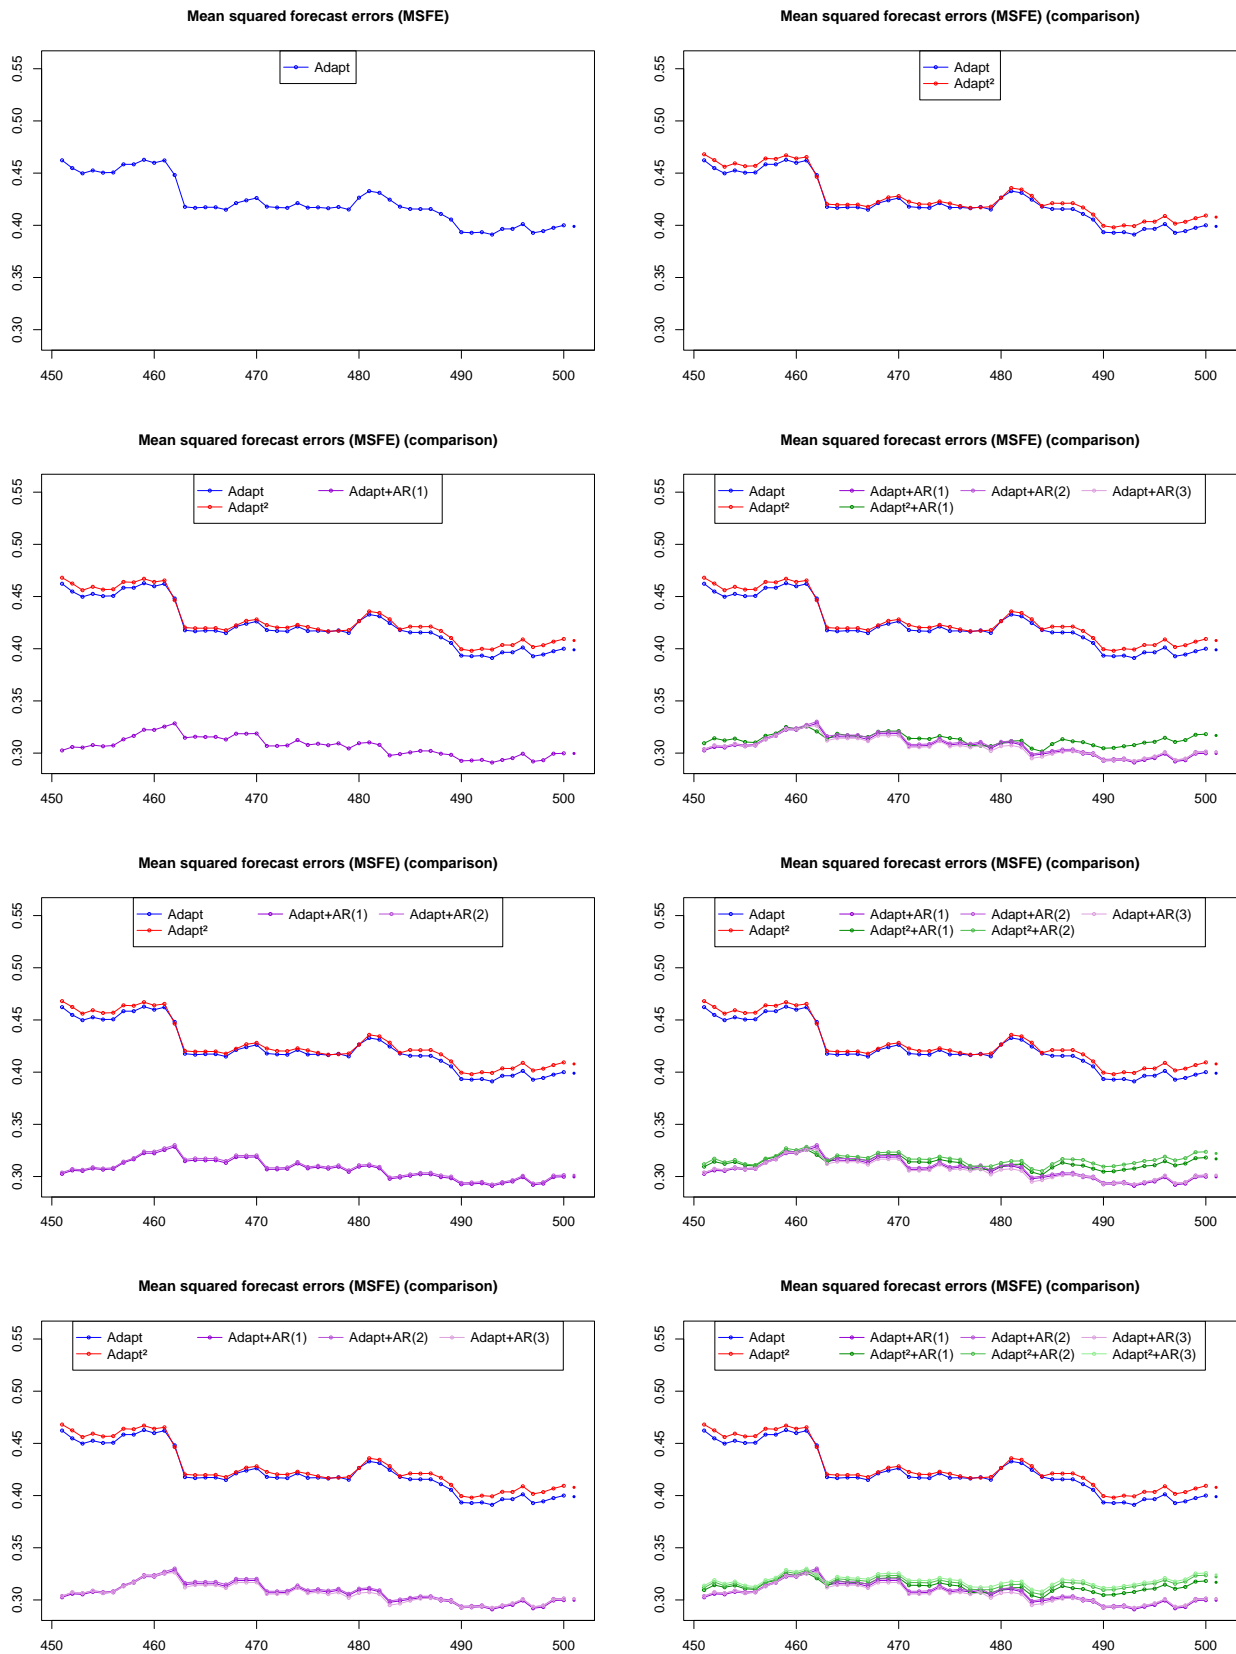 Mean squared forecast errors (MSFE)
Adapt
0.30 0.35 0.40 0.45 0.50 0.55
450 460 470 480 490 500
Mean squared forecast errors (MSFE) (comparison)
Adapt
Adapt²
0.30 0.35 0.40 0.45 0.50 0.55
450 460 470 480 490 500
Mean squared forecast errors (MSFE) (comparison)
Adapt Adapt+AR(1)
Adapt²
0.30 0.35 0.40 0.45 0.50 0.55
450 460 470 480 490 500
Mean squared forecast errors (MSFE) (comparison)
Adapt Adapt+AR(1) Adapt+AR(2) Adapt+AR(3)
Adapt² Adapt²+AR(1)
0.30 0.35 0.40 0.45 0.50 0.55
450 460 470 480 490 500
Mean squared forecast errors (MSFE) (comparison)
Adapt Adapt+AR(1) Adapt+AR(2)
Adapt²
0.30 0.35 0.40 0.45 0.50 0.55
450 460 470 480 490 500
Mean squared forecast errors (MSFE) (comparison)
Adapt Adapt+AR(1) Adapt+AR(2) Adapt+AR(3)
Adapt² Adapt²+AR(1) Adapt²+AR(2)
0.30 0.35 0.40 0.45 0.50 0.55
450 460 470 480 490 500
Mean squared forecast errors (MSFE) (comparison)
Adapt Adapt+AR(1) Adapt+AR(2) Adapt+AR(3)
Adapt²
0.30 0.35 0.40 0.45 0.50 0.55
450 460 470 480 490 500
Mean squared forecast errors (MSFE) (comparison)
Adapt Adapt+AR(1) Adapt+AR(2) Adapt+AR(3)
Adapt² Adapt²+AR(1) Adapt²+AR(2) Adapt²+AR(3)
0.30 0.35 0.40 0.45 0.50 0.55
450 460 470 480 490 500